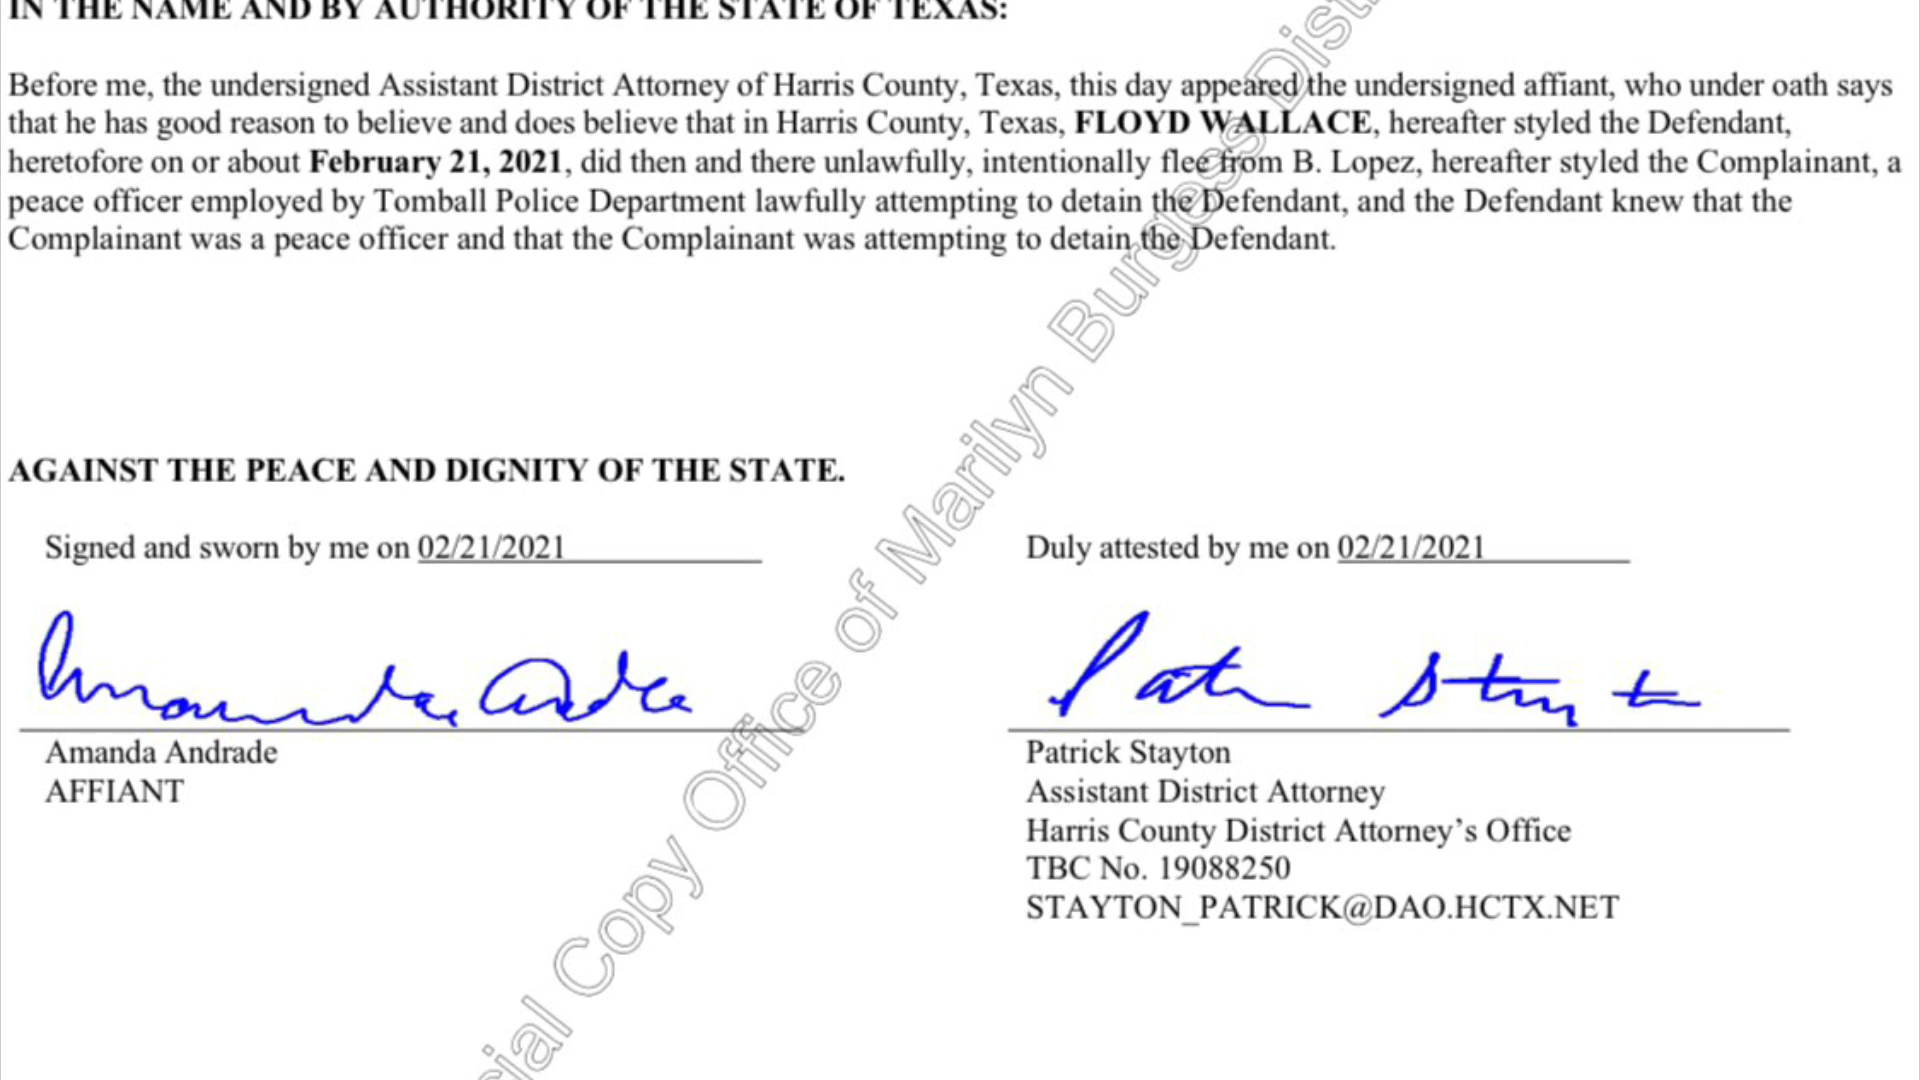 IN THE NAME AND BY AUTHORITY OF THE STATE OF TEXAS:
Before me, the undersigned Assistant District Attorney of Harris County, Texas, this day appeared the undersigned affiant, who under oath says
that he has good reason to believe and does believe that in Harris County, Texas, FLOYD WALLACE, hereafter styled the Defendant,
heretofore on or about February 21, 2021, did then and there unlawfully, intentionally flee from B. Lopez, hereafter styled the Complainant, a
peace officer employed by Tomball Police Department lawfully attempting to detain the Defendant, and the Defendant knew that the
Complainant was a peace officer and that the Complainant was attempting to detain the Defendant.
AGAINST THE PEACE AND DIGNITY OF THE STATE.
Signed and sworn by me on 02/21/2021
Duly attested by me on 02/21/2021
Amanda Andrade
AFFIANT
Patrick Stayton
Assistant District Attorney
Harris County District Attorney's Office
TBC No. 19088250
STAYTON_PATRICK@DAO.HCTX.NET
cial Copy Office of Marilyn Burgess Dist